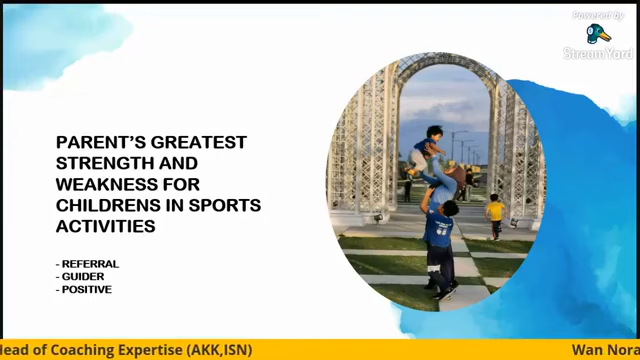 Powered by
StreamYard
PARENT'S GREATEST
STRENGTH AND
WEAKNESS FOR
CHILDRENS IN SPORTS
ACTIVITIES
- REFERRAL
- GUIDER
- POSITIVE
Head of Coaching Expertise (AKK,ISN)
Wan Nora